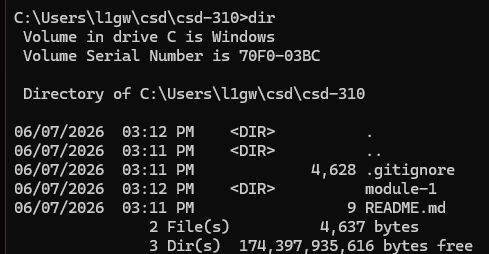 C:\Users\l1gw\csd\csd-310>dir
 Volume in drive C is Windows
 Volume Serial Number is 70F0-03BC

 Directory of C:\Users\l1gw\csd\csd-310

06/07/2026  03:12 PM    <DIR>          .
06/07/2026  03:11 PM    <DIR>          ..
06/07/2026  03:11 PM             4,628 .gitignore
06/07/2026  03:12 PM    <DIR>          module-1
06/07/2026  03:11 PM                 9 README.md
               2 File(s)          4,637 bytes
               3 Dir(s)  174,397,935,616 bytes free